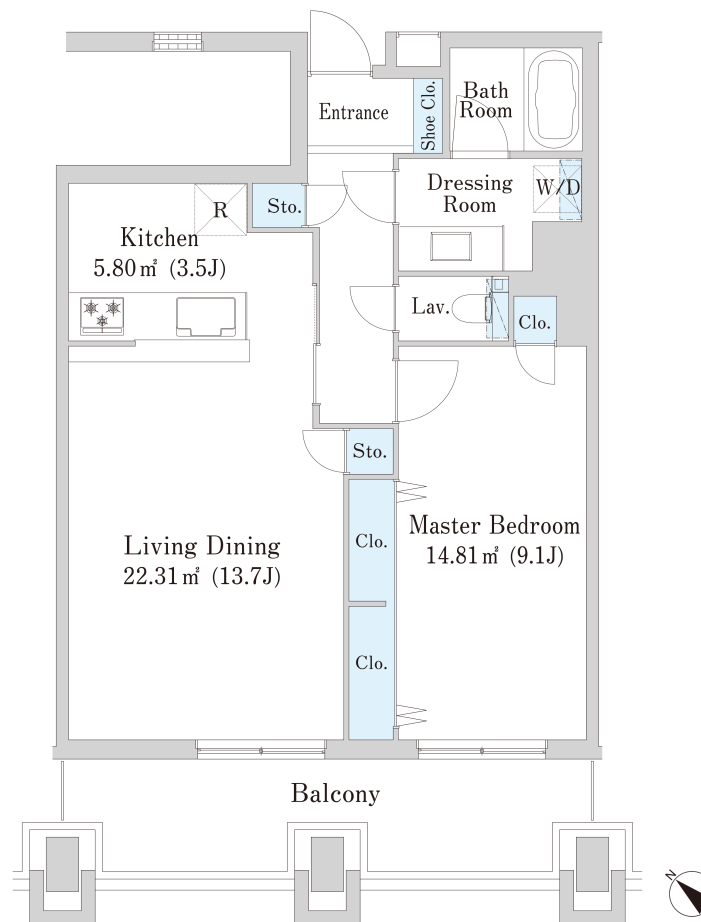 Entrance
Shoe Clo.
Bath
Room
Dressing
Room
W/D
Sto.
R
Kitchen
5.80㎡ (3.5J)
Lav.
Clo.
Sto.
Living Dining
22.31㎡ (13.7J)
Clo.
Master Bedroom
14.81㎡ (9.1J)
Clo.
Balcony
N